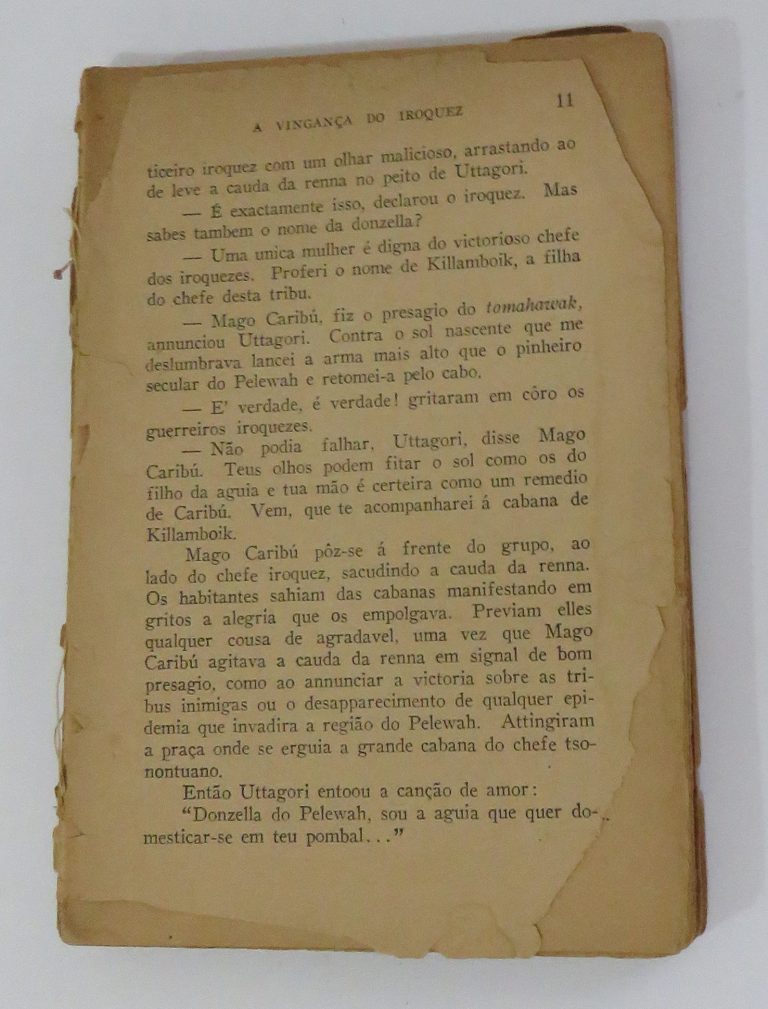 A VINGANÇA DO IROQUEZ 11
ticeiro iroquez com um olhar malicioso, arrastando ao
de leve a cauda da renna no peito de Uttagori.
— É exactamente isso, declarou o iroquez. Mas
sabes tambem o nome da donzella?
— Uma unica mulher é digna do victorioso chefe
dos iroquezes. Proferi o nome de Killamboik, a filha
do chefe desta tribu.
— Mago Caribú, fiz o presagio do tomahawak,
annunciou Uttagori. Contra o sol nascente que me
deslumbrava lancei a arma mais alto que o pinheiro
secular do Pelewah e retomei-a pelo cabo.
— E' verdade, é verdade! gritaram em côro os
guerreiros iroquezes.
— Não podia falhar, Uttagori, disse Mago
Caribú. Teus olhos podem fitar o sol como os do
filho da aguia e tua mão é certeira como um remedio
de Caribú. Vem, que te acompanharei á cabana de
Killamboik.
Mago Caribú pôz-se á frente do grupo, ao
lado do chefe iroquez, sacudindo a cauda da renna.
Os habitantes sahiam das cabanas manifestando em
gritos a alegria que os empolgava. Previam elles
qualquer cousa de agradavel, uma vez que Mago
Caribú agitava a cauda da renna em signal de bom
presagio, como ao annunciar a victoria sobre as tri-
bus inimigas ou o desapparecimento de qualquer epi-
demia que invadira a região do Pelewah. Attingiram
a praça onde se erguia a grande cabana do chefe tso-
nontuano.
Então Uttagori entoou a canção de amor:
“Donzella do Pelewah, sou a aguia que quer do-
mesticar-se em teu pombal...”